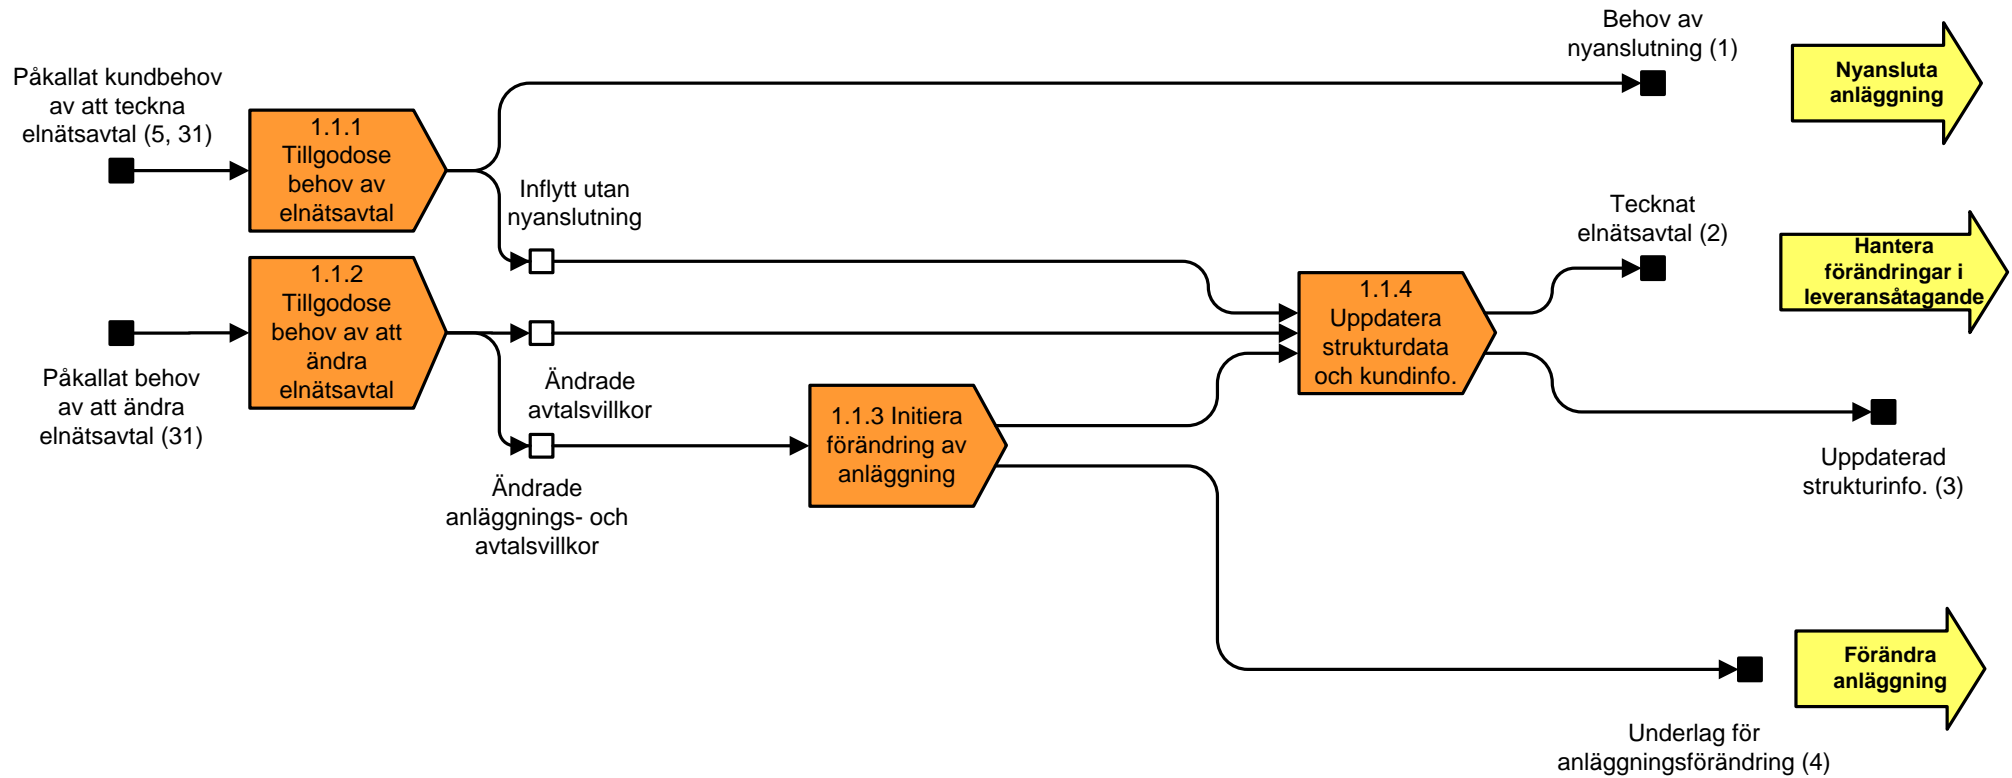 Behov av
nyanslutning (1)
Nyansluta
anläggning
Påkallat kundbehov
av att teckna
elnätsavtal (5, 31)
1.1.1
Tillgodose
behov av
elnätsavtal
Inflytt utan
nyanslutning
Tecknat
elnätsavtal (2)
Hantera
förändringar i
leveransåtagande
1.1.2
Tillgodose
behov av att
ändra
elnätsavtal
1.1.4
Uppdatera
strukturdata
och kundinfo.
Påkallat behov
av att ändra
elnätsavtal (31)
Ändrade
avtalsvillkor
1.1.3 Initiera
förändring av
anläggning
Uppdaterad
strukturinfo. (3)
Ändrade
anläggnings- och
avtalsvillkor
Förändra
anläggning
Underlag för
anläggningsförändring (4)